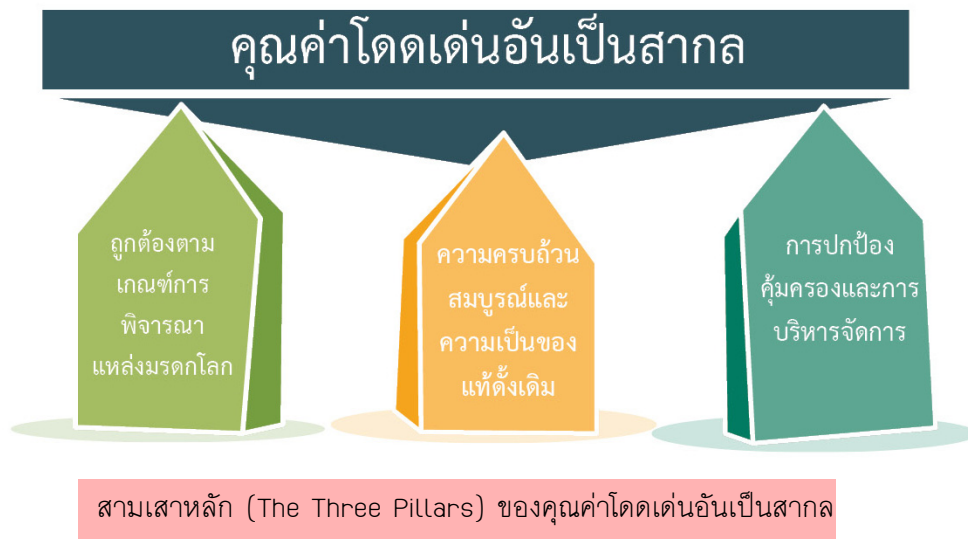 คุณค่าโดดเด่นอันเป็นสากล
ถูกต้องตาม
เกณฑ์การ
พิจารณา
แหล่งมรดกโลก
ความครบถ้วน
สมบูรณ์และ
ความเป็นของ
แท้ดั้งเดิม
การปกป้อง
คุ้มครองและการ
บริหารจัดการ
สามเสาหลัก (The Three Pillars) ของคุณค่าโดดเด่นอันเป็นสากล